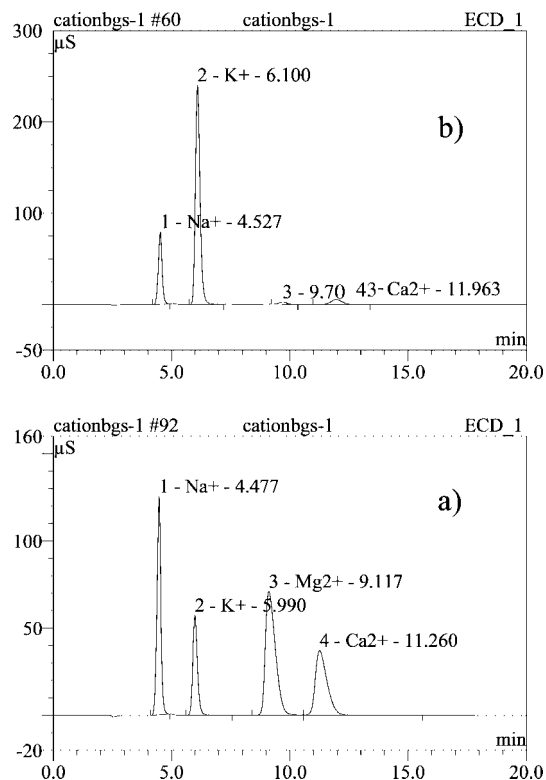 cationbgs-1 #60 cationbgs-1 ECD_1
300
µS
2 - K+ - 6.100
b)
200
1 - Na+ - 4.527
100
3 - 9.70 43- Ca2+ - 11.963
min
-50
0.0 5.0 10.0 15.0 20.0
cationbgs-1 #92 cationbgs-1 ECD_1
160
µS
1 - Na+ - 4.477
a)
100
3 - Mg2+ - 9.117
2 - K+ - 5.990
50
4 - Ca2+ - 11.260
min
-20
0.0 5.0 10.0 15.0 20.0